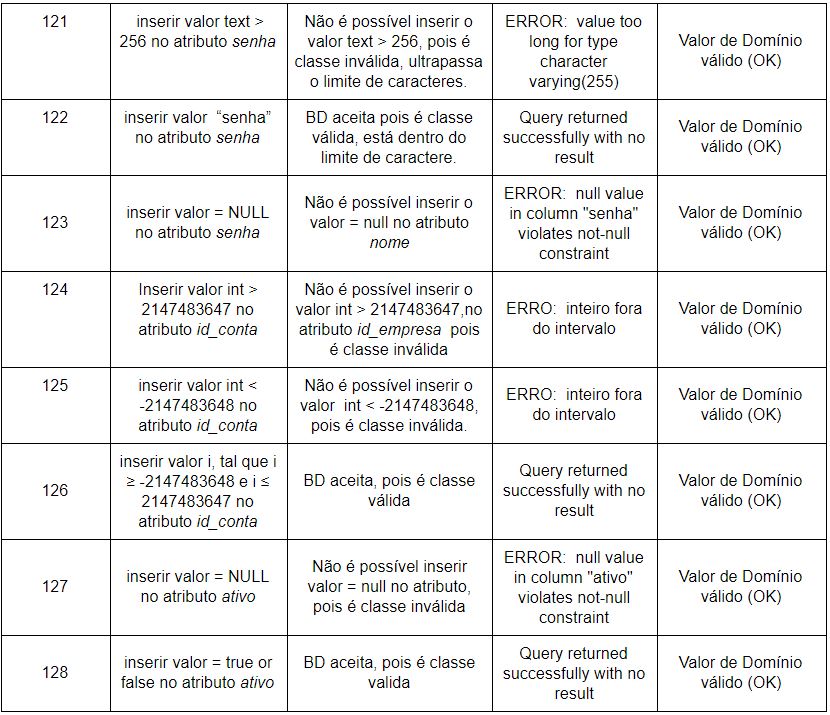 121
inserir valor text >
256 no atributo senha
Não é possível inserir o
valor text > 256, pois é
classe inválida, ultrapassa
o limite de caracteres.
ERROR: value too
long for type
character
varying(255)
Valor de Domínio
válido (OK)
122
inserir valor “senha”
no atributo senha
BD aceita pois é classe
válida, está dentro do
limite de caractere.
Query returned
successfully with no
result
Valor de Domínio
válido (OK)
123
inserir valor = NULL
no atributo senha
Não é possível inserir o
valor = null no atributo
nome
ERROR: null value
in column "senha"
violates not-null
constraint
Valor de Domínio
válido (OK)
124
Inserir valor int >
2147483647 no
atributo id_conta
Não é possível inserir o
valor int > 2147483647,no
atributo id_empresa pois
é classe inválida
ERRO: inteiro fora
do intervalo
Valor de Domínio
válido (OK)
125
inserir valor int <
-2147483648 no
atributo id_conta
Não é possível inserir o
valor int < -2147483648,
pois é classe inválida.
ERRO: inteiro fora
do intervalo
Valor de Domínio
válido (OK)
126
inserir valor i, tal que i
≥ -2147483648 e i ≤
2147483647 no
atributo id_conta
BD aceita, pois é classe
válida
Query returned
successfully with no
result
Valor de Domínio
válido (OK)
127
inserir valor = NULL
no atributo ativo
Não é possível inserir
valor = null no atributo,
pois é classe inválida
ERROR: null value
in column "ativo"
violates not-null
constraint
Valor de Domínio
válido (OK)
128
inserir valor = true or
false no atributo ativo
BD aceita, pois é classe
valida
Query returned
successfully with no
result
Valor de Domínio
válido (OK)